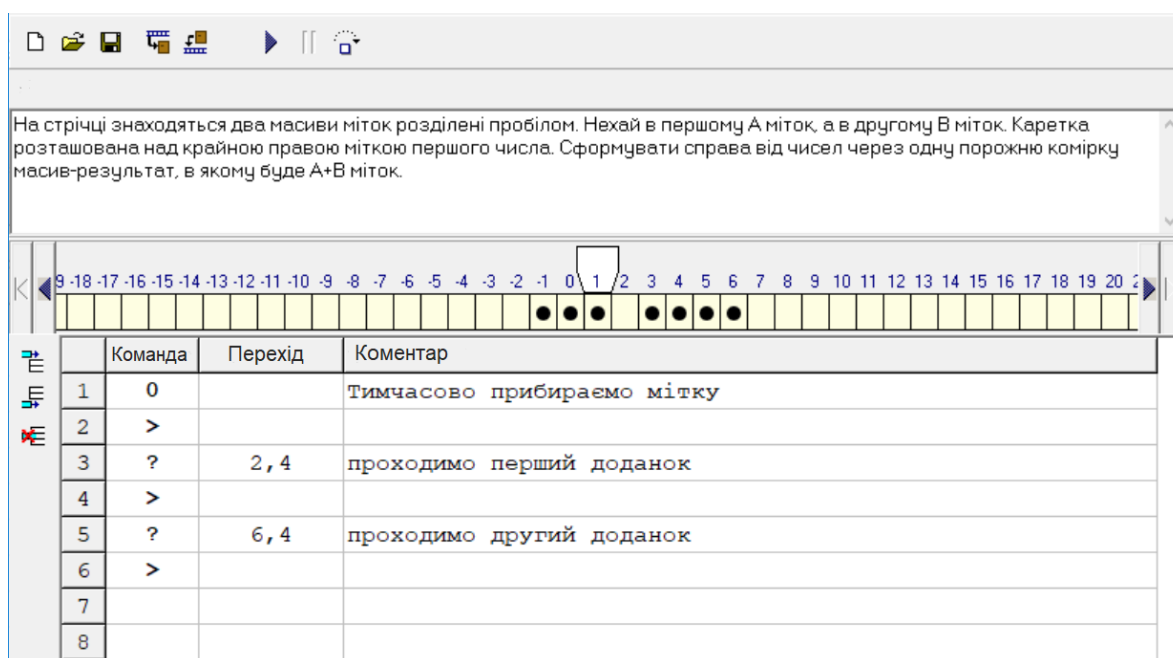 На стрічці знаходяться два масиви міток розділені пробілом. Нехай в першому А міток, а в другому В міток. Каретка
розташована над крайною правою міткою першого числа. Сформувати справа від чисел через одну порожню комірку
масив-результат, в якому буде А+В міток.
9 -18 -17 -16 -15 -14 -13 -12 -11 -10 -9 -8 -7 -6 -5 -4 -3 -2 -1 0 1 2 3 4 5 6 7 8 9 10 11 12 13 14 15 16 17 18 19 20
Команда Перехід Коментар
1 0 Тимчасово прибираємо мітку
2 >
3 ? 2,4 проходимо перший доданок
4 >
5 ? 6,4 проходимо другий доданок
6 >
7
8